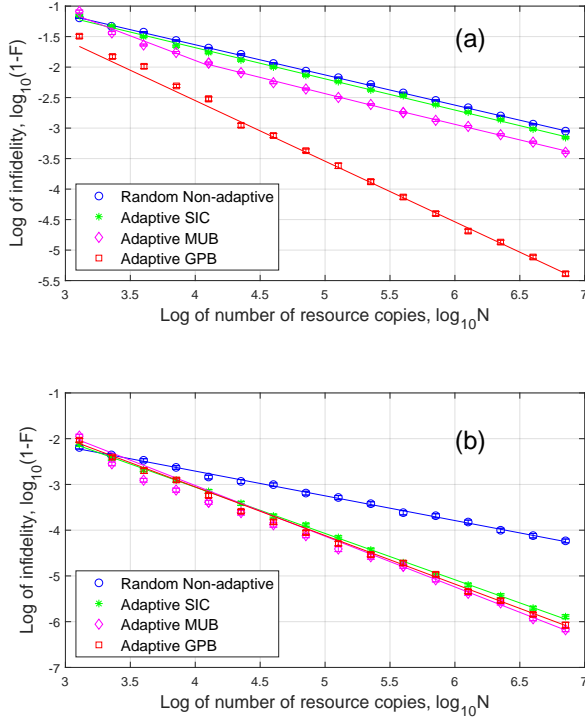 (a)
-1
-1.5
-2
-2.5
-3
-3.5
-4
-4.5
-5
-5.5
Log of infidelity, log10(1-F)
Random Non-adaptive
Adaptive SIC
Adaptive MUB
Adaptive GPB
3 3.5 4 4.5 5 5.5 6 6.5 7
Log of number of resource copies, log10N
(b)
-1
-2
-3
-4
-5
-6
-7
Log of infidelity, log10(1-F)
Random Non-adaptive
Adaptive SIC
Adaptive MUB
Adaptive GPB
3 3.5 4 4.5 5 5.5 6 6.5 7
Log of number of resource copies, log10N